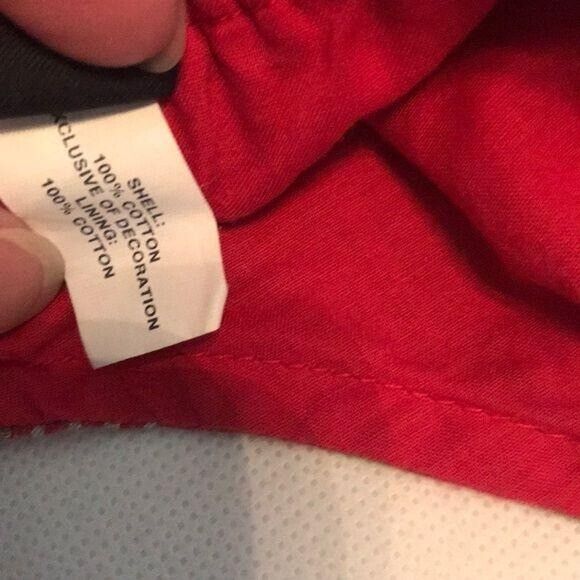 SHELL:
100% COTTON
EXCLUSIVE OF DECORATION
LINING:
100% COTTON